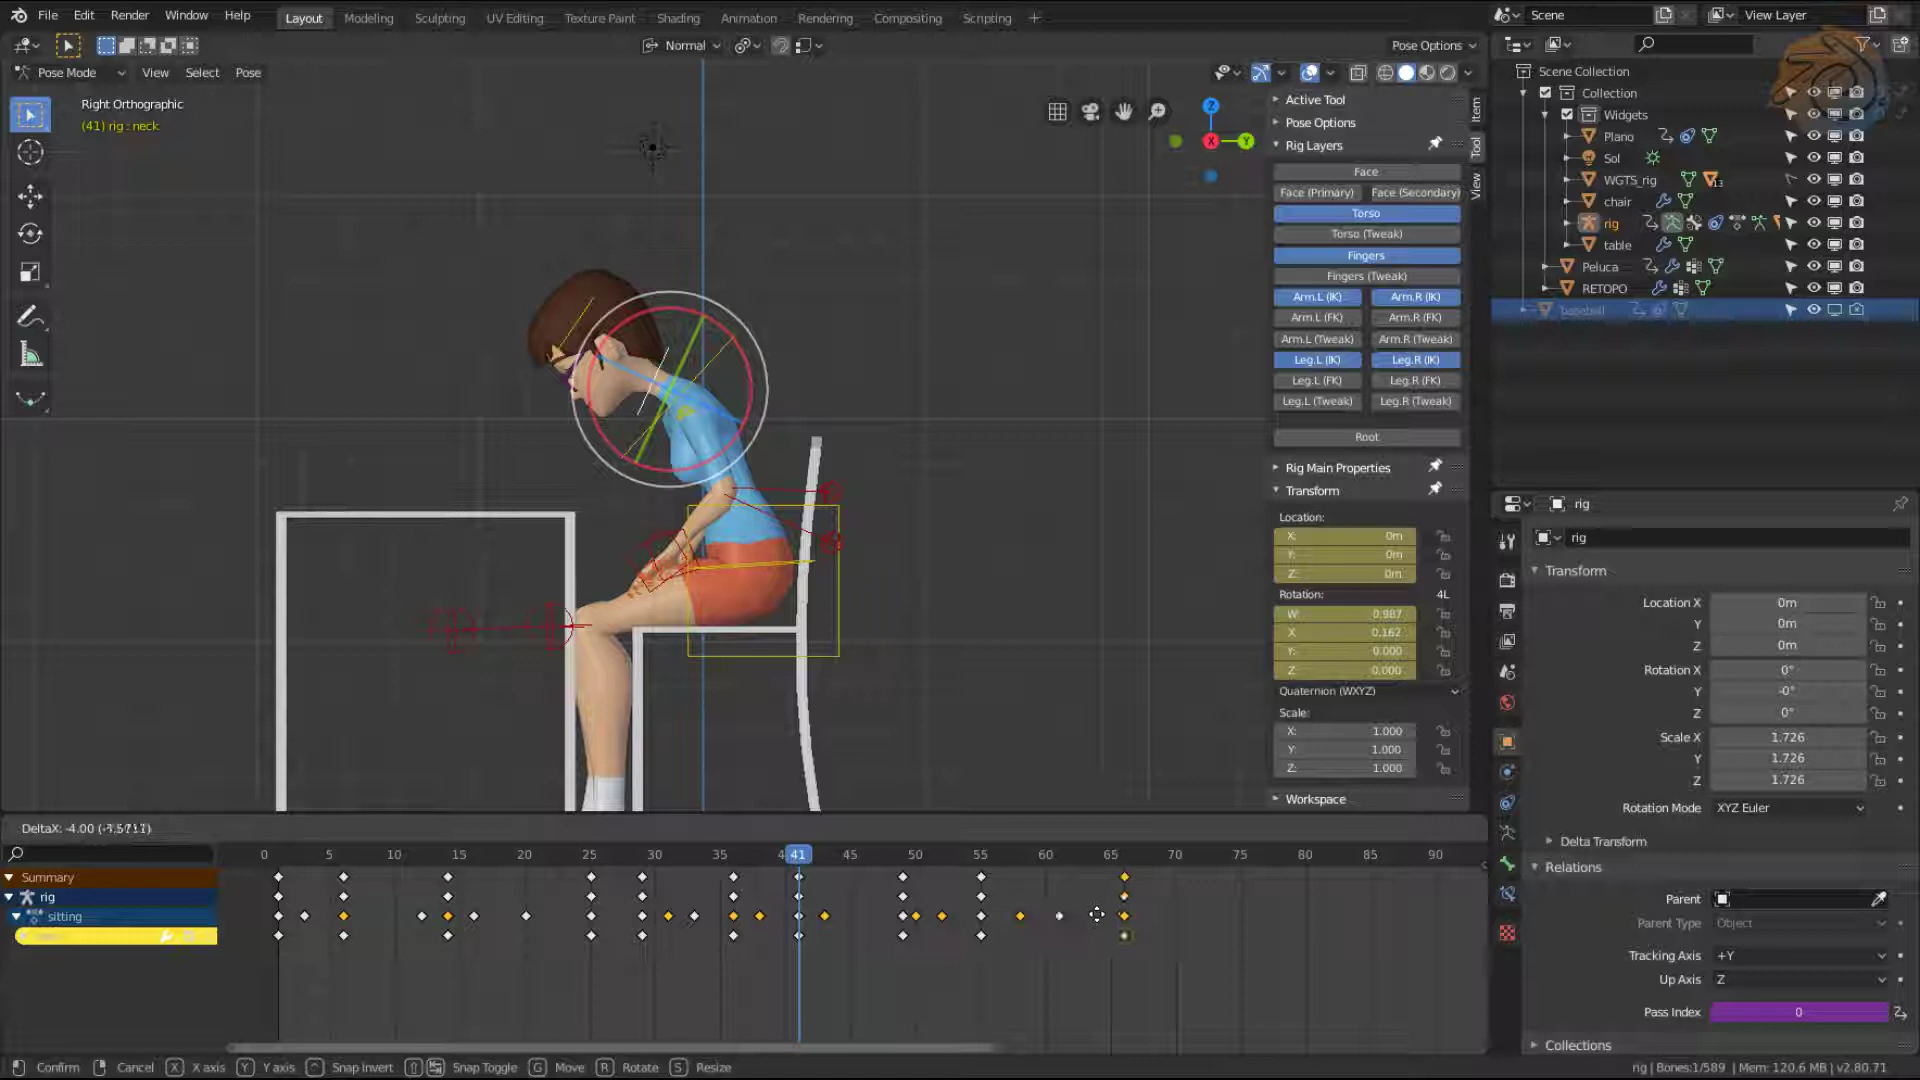 File Edit Render Window Help
Layout Modeling Sculpting UV Editing Texture Paint Shading Animation Rendering Compositing Scripting +
Scene
View Layer
Normal
Pose Options
Pose Mode View Select Pose
Right Orthographic
(41) rig : neck
Z
X
Y
Item
Tool
View
Active Tool
Pose Options
Rig Layers
Face
Face (Primary) Face (Secondary)
Torso
Torso (Tweak)
Fingers
Fingers (Tweak)
Arm.L (IK) Arm.R (IK)
Arm.L (FK) Arm.R (FK)
Arm.L (Tweak) Arm.R (Tweak)
Leg.L (IK) Leg.R (IK)
Leg.L (FK) Leg.R (FK)
Leg.L (Tweak) Leg.R (Tweak)
Root
Rig Main Properties
Transform
Location:
X: 0m
Y: 0m
Z: 0m
Rotation: 4L
W: 0.987
X 0.162
Y: 0.000
Z: 0.000
Quaternion (WXYZ)
Scale:
X: 1.000
Y: 1.000
Z: 1.000
Workspace
Scene Collection
Collection
Widgets
Plano
Sol
WGTS_rig 13
chair
rig
table
Peluca
RETOPO
baseball
rig
rig
Transform
Location X 0m
Y 0m
Z 0m
Rotation X 0°
Y -0°
Z 0°
Scale X 1.726
Y 1.726
Z 1.726
Rotation Mode XYZ Euler
Delta Transform
Relations
Parent
Parent Type Object
Tracking Axis +Y
Up Axis Z
Pass Index 0
Collections
DeltaX: -4.00
0 5 10 15 20 25 30 35 41 45 50 55 60 65 70 75 80 85 90
Summary
rig
sitting
Confirm Cancel X X axis Y Y axis Snap Invert Snap Toggle G Move R Rotate S Resize
rig | Bones:1/589 | Mem: 120.6 MB | v2.80.71